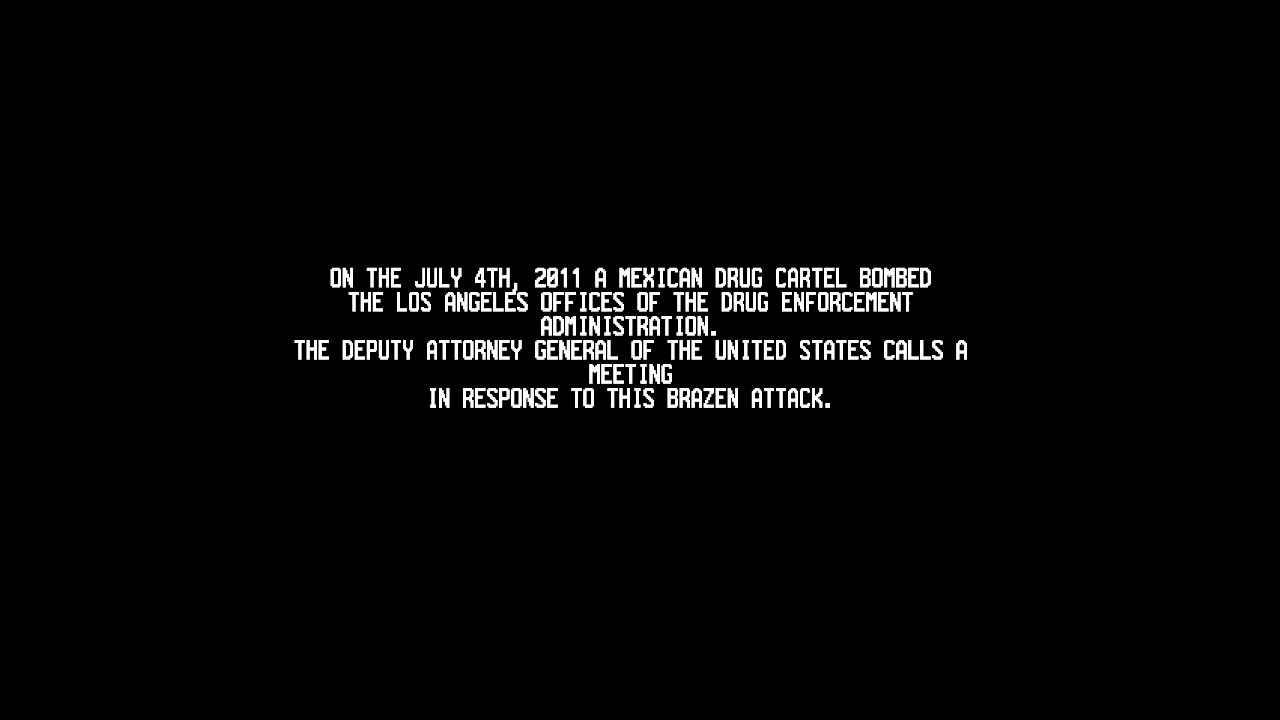 ON THE JULY 4TH, 2011 A MEXICAN DRUG CARTEL BOMBED
THE LOS ANGELES OFFICES OF THE DRUG ENFORCEMENT
ADMINISTRATION.
THE DEPUTY ATTORNEY GENERAL OF THE UNITED STATES CALLS A
MEETING
IN RESPONSE TO THIS BRAZEN ATTACK.